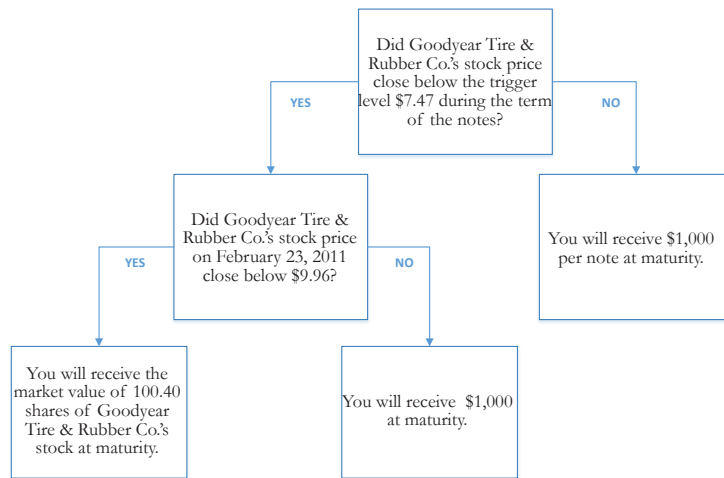 Did Goodyear Tire &
Rubber Co.'s stock price
close below the trigger
level $7.47 during the term
of the notes?
YES
NO
Did Goodyear Tire &
Rubber Co.'s stock price
on February 23, 2011
close below $9.96?
You will receive $1,000
per note at maturity.
YES
NO
You will receive the
market value of 100.40
shares of Goodyear
Tire & Rubber Co.'s
stock at maturity.
You will receive $1,000
at maturity.